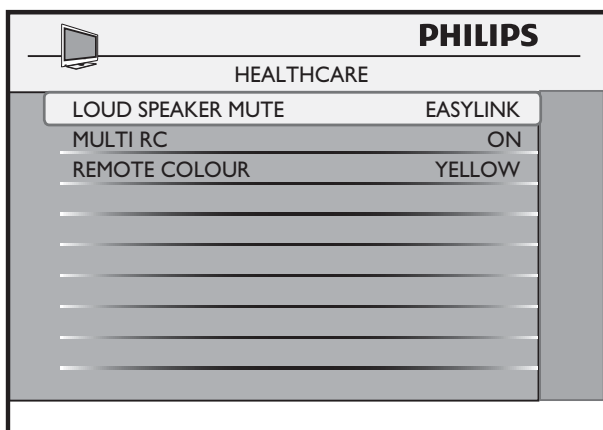 PHILIPS
HEALTHCARE
LOUD SPEAKER MUTE EASYLINK
MULTI RC ON
REMOTE COLOUR YELLOW